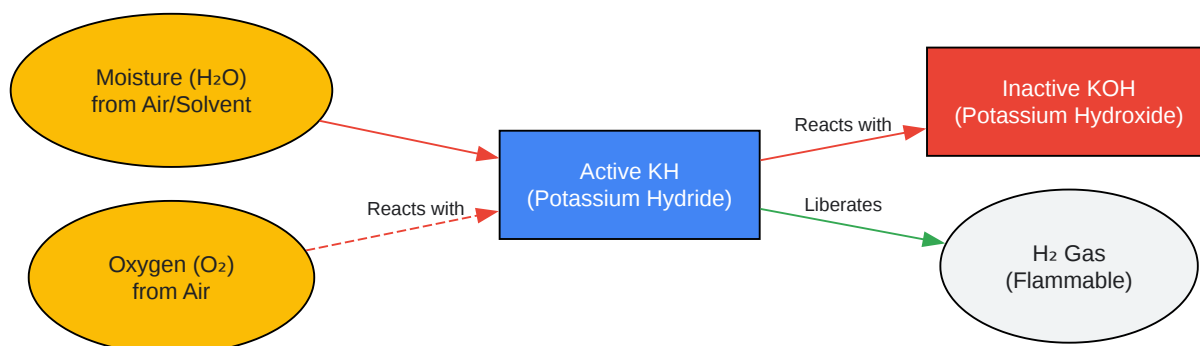 Moisture (H₂O)
from Air/Solvent
Oxygen (O₂)
from Air
Reacts with
Active KH
(Potassium Hydride)
Reacts with
Liberates
Inactive KOH
(Potassium Hydroxide)
H₂ Gas
(Flammable)